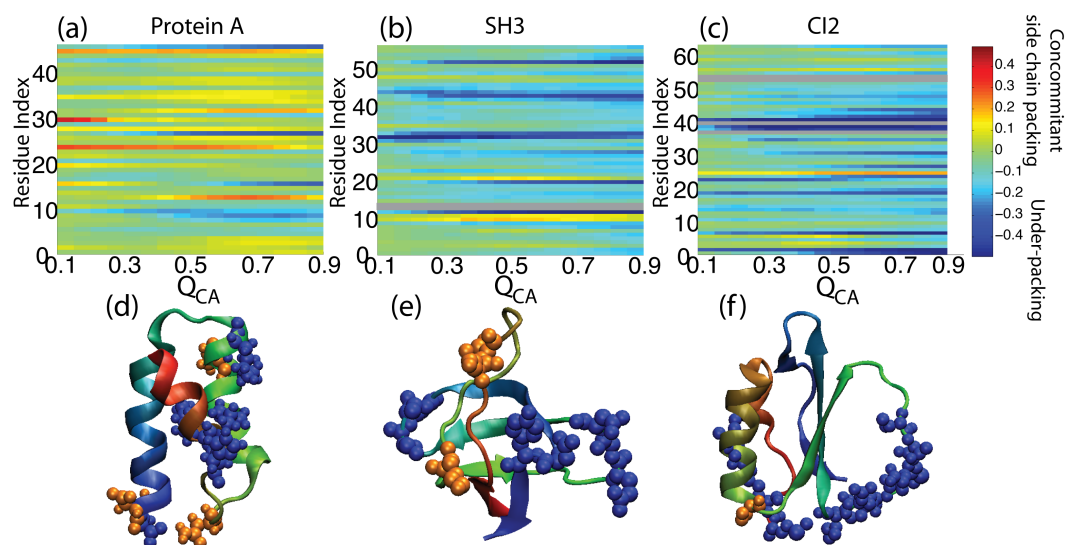 (a) Protein A
(b) SH3
(c) CI2
Residue Index
40
30
20
10
0
0.1 0.3 0.5 0.7 0.9
Q_CA
Residue Index
50
40
30
20
10
0
0.1 0.3 0.5 0.7 0.9
Q_CA
Residue Index
60
50
40
30
20
10
0
0.1 0.3 0.5 0.7 0.9
Q_CA
0.4
0.3
0.2
0.1
0
−0.1
−0.2
−0.3
−0.4
Concommitant
side chain packing
Under-packing
(d)
(e)
(f)